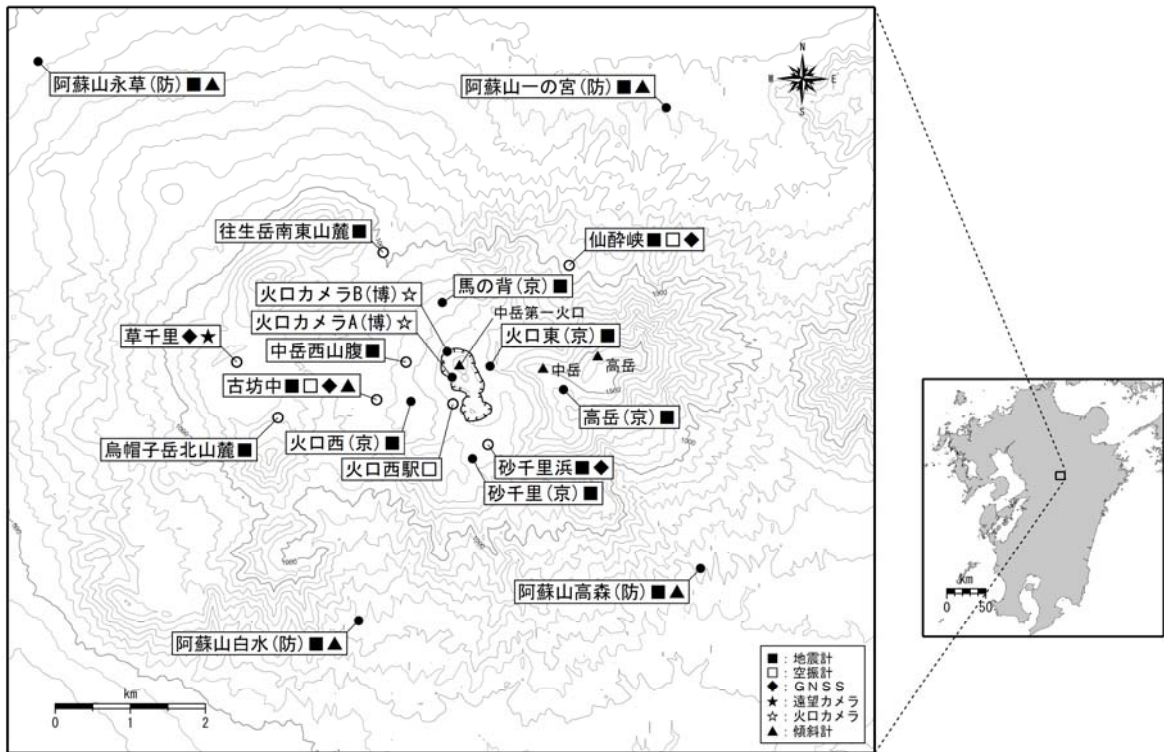 阿蘇山永草(防)■▲
阿蘇山一の宮(防)■▲
N
W
E
S
往生岳南東山麓■
仙酔峡■□◆
馬の背(京)■
火口カメラB(博)☆
中岳第一火口
火口カメラA(博)☆
火口東(京)■
草千里◆★
中岳西山腹■
▲中岳
高岳
古坊中■□◆▲
高岳(京)■
烏帽子岳北山麓■
火口西(京)■
火口西駅□
砂千里浜■◆
砂千里(京)■
1000
1500
1000
1000
1000
阿蘇山高森(防)■▲
阿蘇山白水(防)■▲
km
0 1 2
■：地震計
□：空振計
◆：GNSS
★：遠望カメラ
☆：火口カメラ
▲：傾斜計
km
0 50